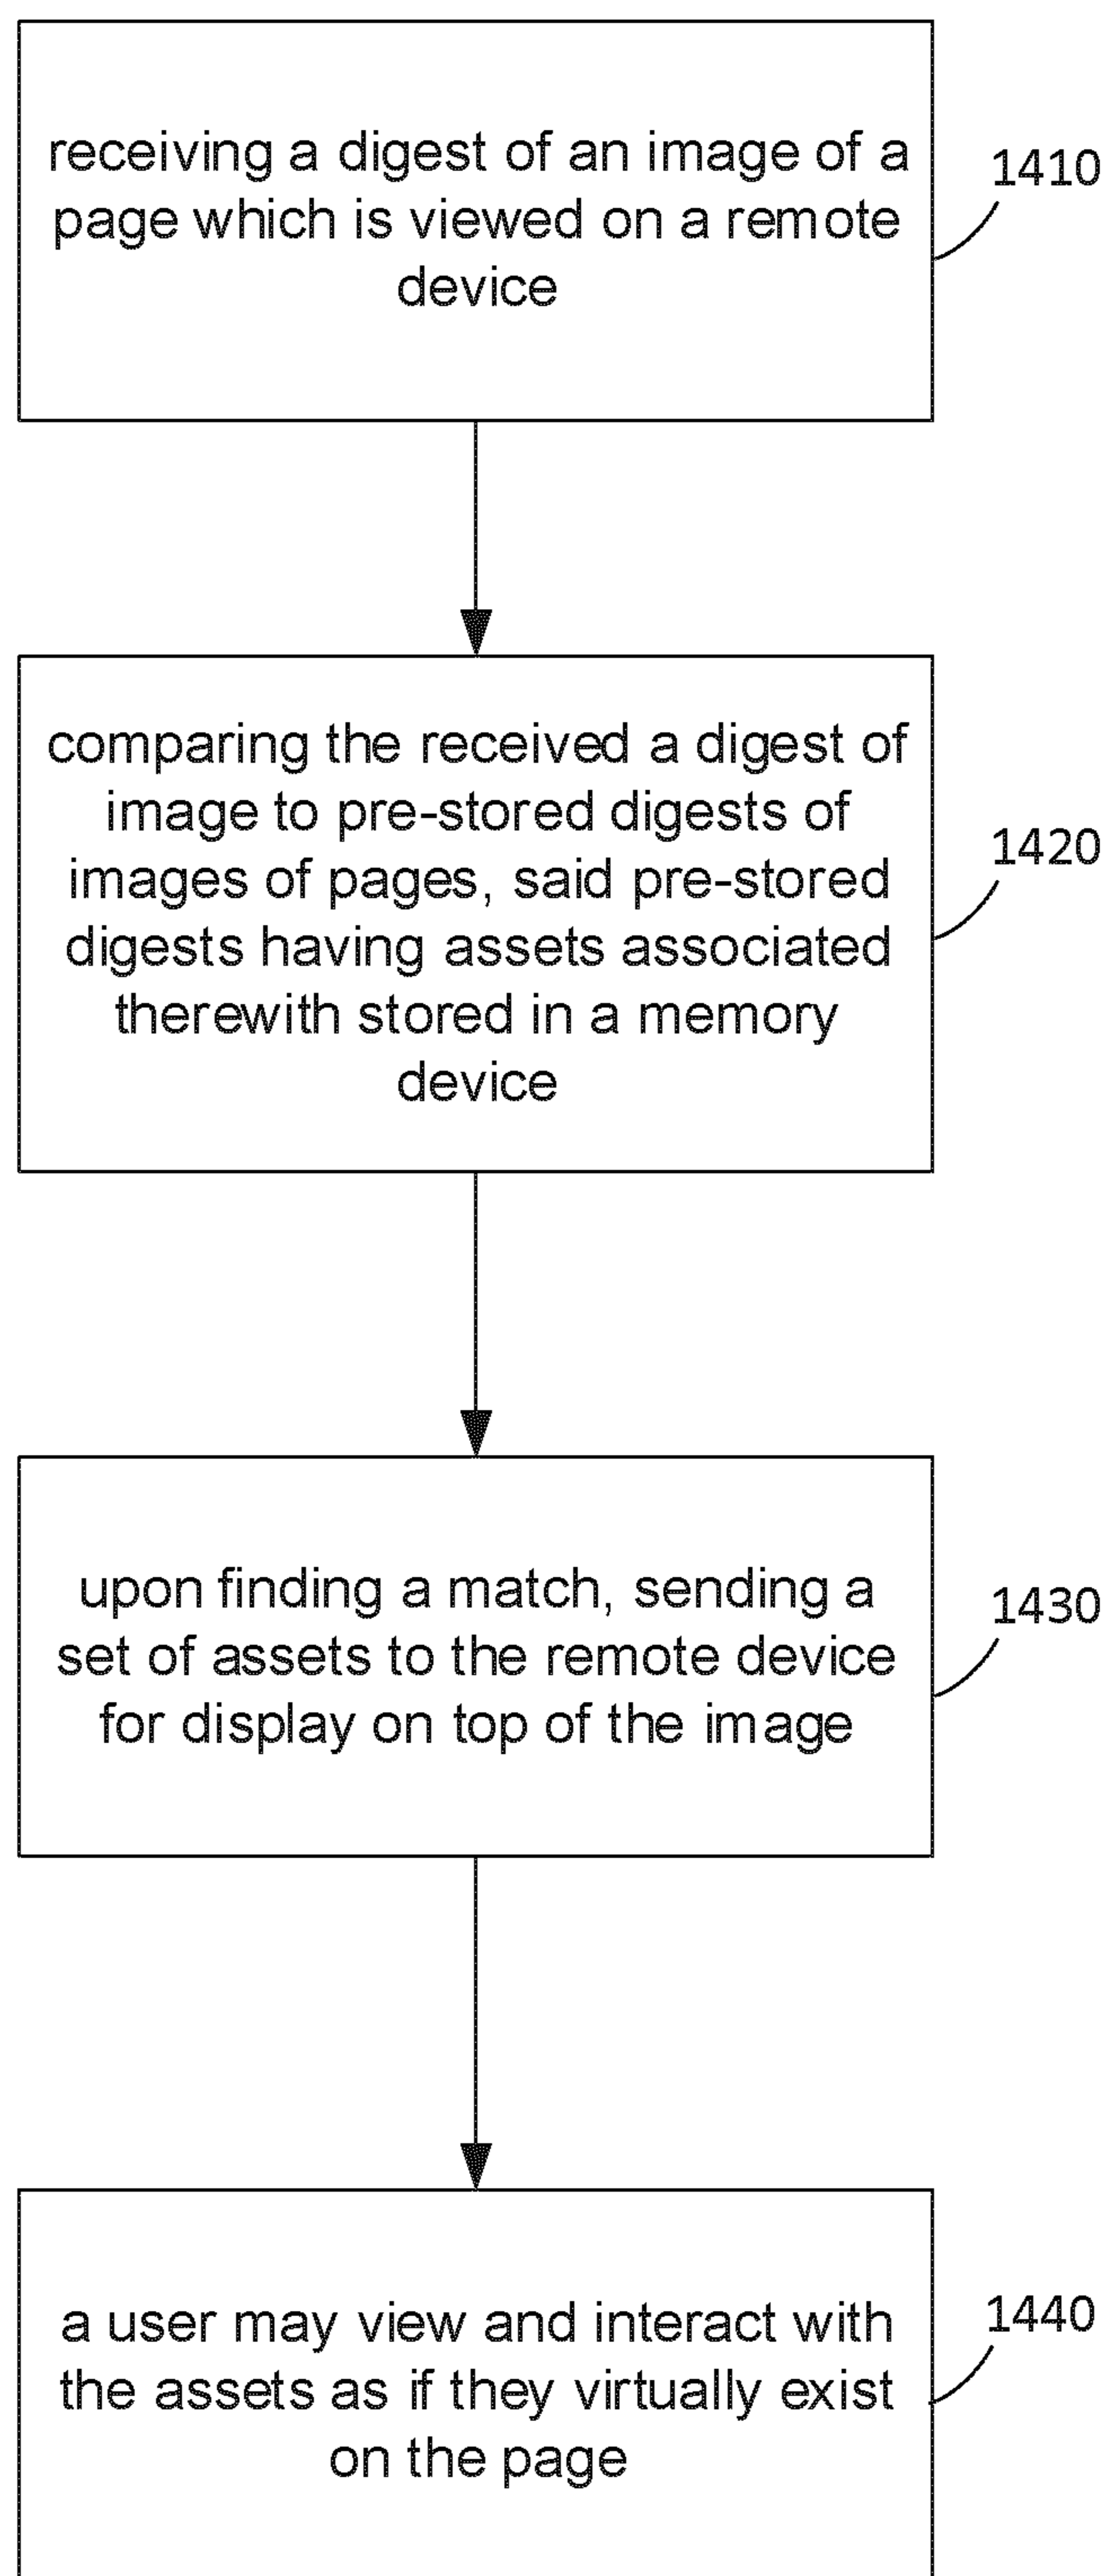 receiving a digest of an image of a
page which is viewed on a remote
device
1410
comparing the received a digest of
image to pre-stored digests of
images of pages, said pre-stored
digests having assets associated
therewith stored in a memory
device
1420
upon finding a match, sending a
set of assets to the remote device
for display on top of the image
1430
a user may view and interact with
the assets as if they virtually exist
on the page
1440